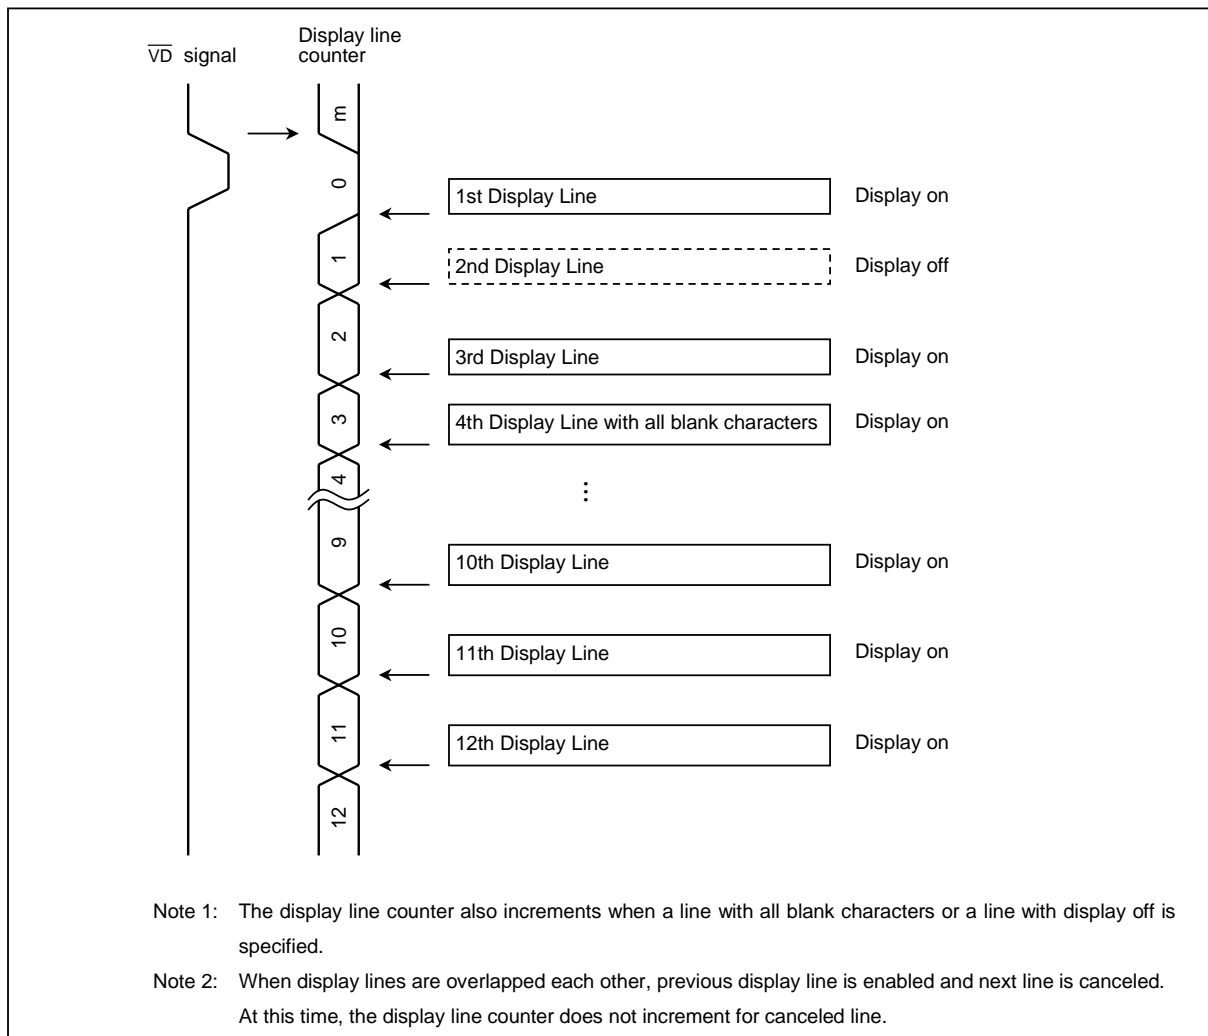 V̅D̅ signal
Display line
counter
m
0
1st Display Line Display on
1
2nd Display Line Display off
2
3rd Display Line Display on
3
4th Display Line with all blank characters Display on
4
⋮
9
10th Display Line Display on
10
11th Display Line Display on
11
12th Display Line Display on
12
Note 1: The display line counter also increments when a line with all blank characters or a line with display off is
specified.
Note 2: When display lines are overlapped each other, previous display line is enabled and next line is canceled.
At this time, the display line counter does not increment for canceled line.